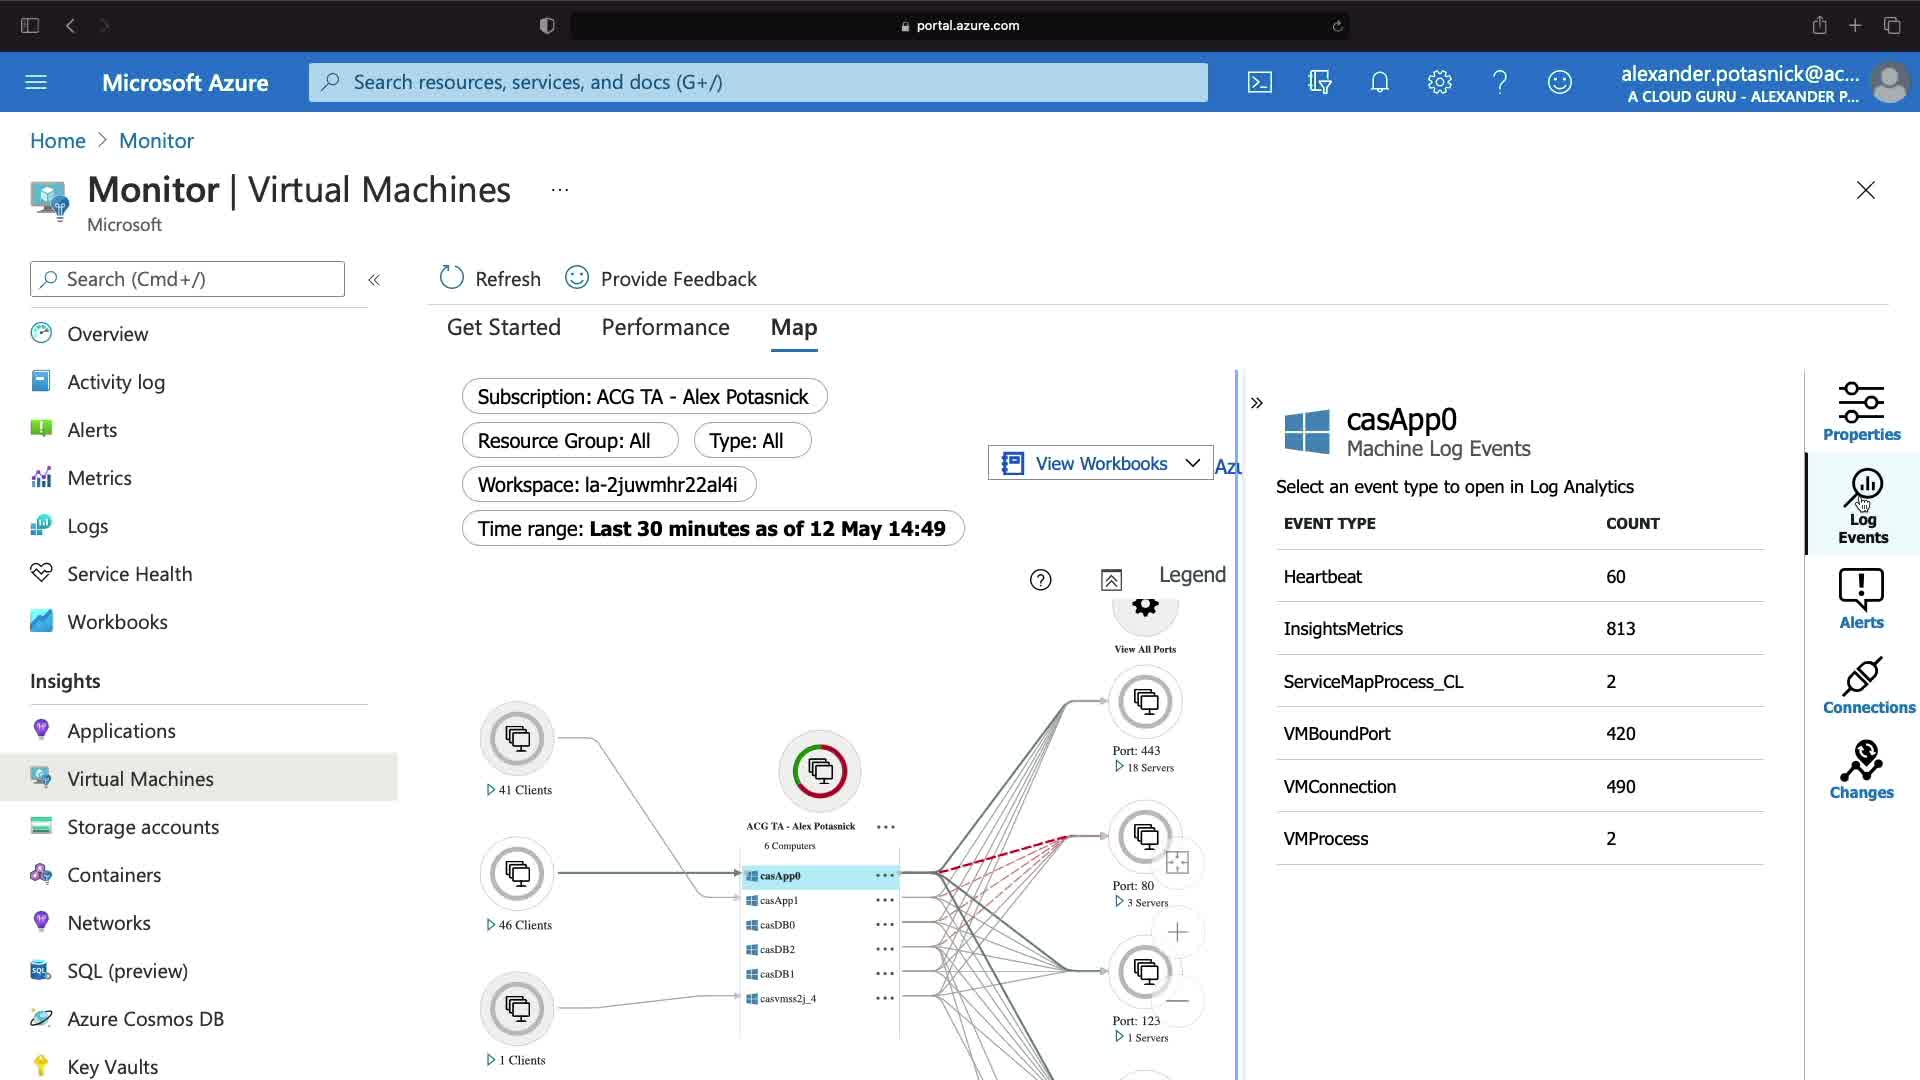 portal.azure.com
Microsoft Azure
Search resources, services, and docs (G+/)
alexander.potasnick@ac...
A CLOUD GURU - ALEXANDER P...
Home > Monitor
Monitor | Virtual Machines ...
Microsoft
Search (Cmd+/)
«
Overview
Activity log
Alerts
Metrics
Logs
Service Health
Workbooks
Insights
Applications
Virtual Machines
Storage accounts
Containers
Networks
SQL (preview)
Azure Cosmos DB
Key Vaults
Refresh
Provide Feedback
Get Started
Performance
Map
Subscription: ACG TA - Alex Potasnick
Resource Group: All
Type: All
Workspace: la-2juwmhr22al4i
Time range: Last 30 minutes as of 12 May 14:49
View Workbooks
Azu
Legend
View All Ports
41 Clients
46 Clients
1 Clients
ACG TA - Alex Potasnick
6 Computers
casApp0
casApp1
casDB0
casDB2
casDB1
casvmss2j_4
Port: 443
18 Servers
Port: 80
3 Servers
Port: 123
1 Servers
»
casApp0
Machine Log Events
Select an event type to open in Log Analytics
EVENT TYPE COUNT
Heartbeat 60
InsightsMetrics 813
ServiceMapProcess_CL 2
VMBoundPort 420
VMConnection 490
VMProcess 2
Properties
Log
Events
Alerts
Connections
Changes